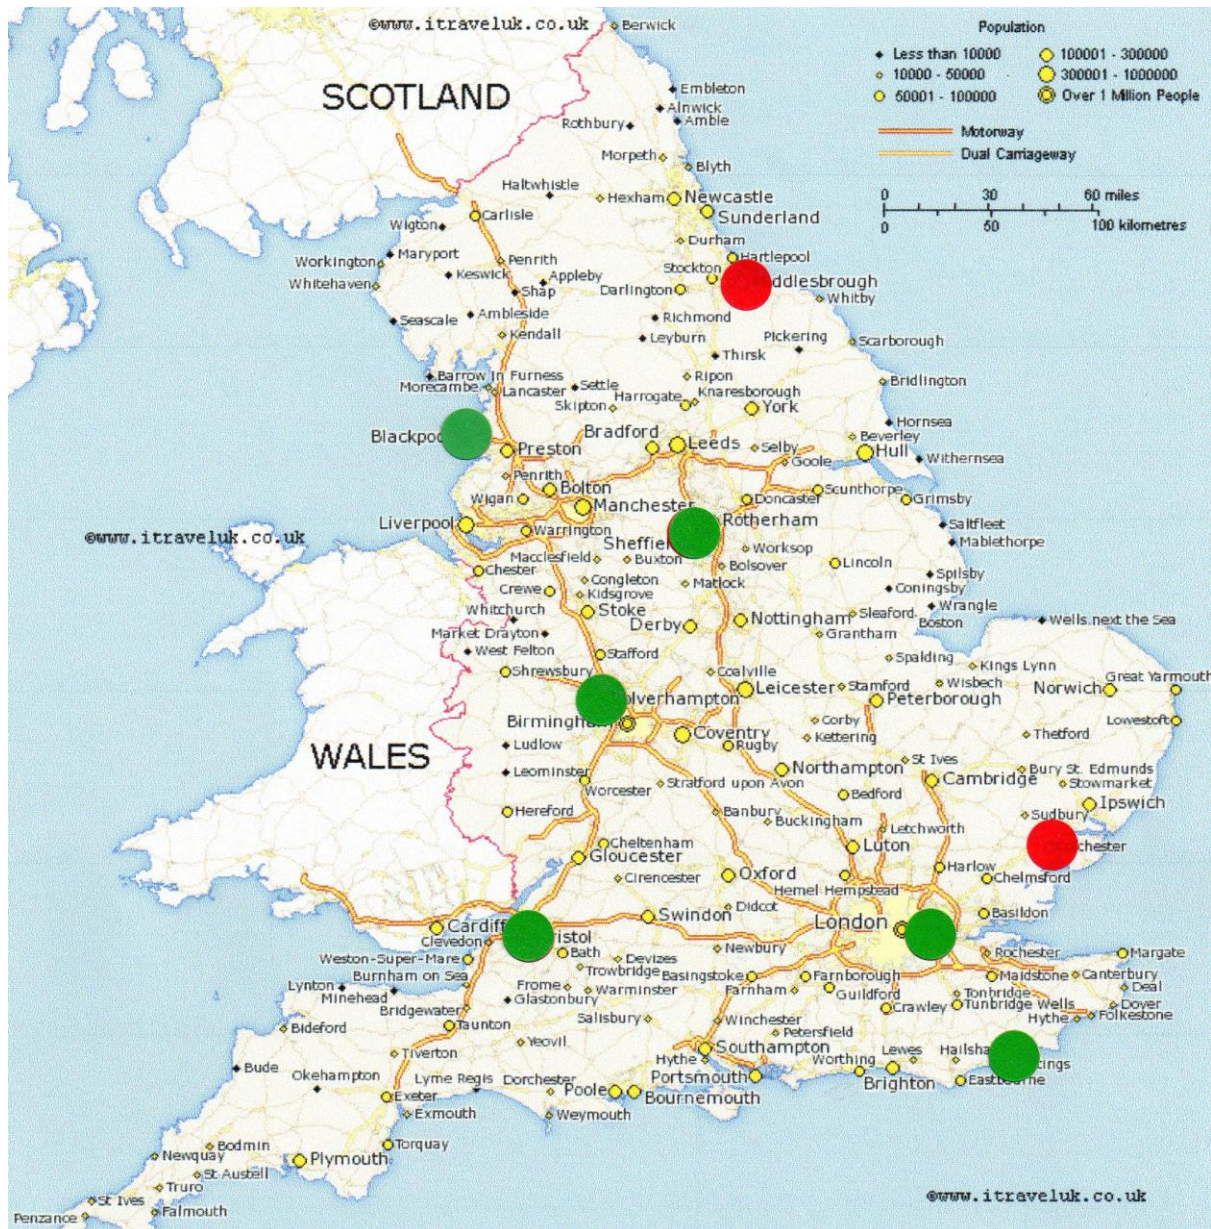 ©www.itraveluk.co.uk
Berwick
Population
Less than 10000
100001 - 300000
10000 - 50000
300001 - 1000000
50001 - 100000
Over 1 Million People
SCOTLAND
Embleton
Alnwick
Amble
Rothbury
Motorway
Dual Carriageway
Morpeth
Blyth
Haltwhistle
Hexham
Newcastle
0 30 60 miles
0 50 100 kilometres
Carlisle
Sunderland
Wigton
Durham
Maryport
Workington
Penrith
Hartlepool
Keswick
Appleby
Stockton
Whitehaven
Shap
Darlington
Whitby
Seascale
Ambleside
Richmond
Kendall
Leyburn
Pickering
Scarborough
Thirsk
Barrow In Furness
Morecambe
Lancaster
Settle
Ripon
Bridlington
Harrogate
Knaresborough
Skipton
York
Hornsea
Bradford
Leeds
Selby
Beverley
Hull
Preston
Goole
Withernsea
Penrith
Bolton
Wigan
Manchester
Doncaster
Scunthorpe
Grimsby
Liverpool
Warrington
Rotherham
Saltfleet
©www.itraveluk.co.uk
Mablethorpe
Macclesfield
Buxton
Worksop
Chester
Bolsover
Lincoln
Spilsby
Congleton
Matlock
Crewe
Kidsgrove
Coningsby
Whitchurch
Stoke
Wrangle
Derby
Nottingham
Sleaford
Boston
Wells next the Sea
Market Drayton
Grantham
West Felton
Stafford
Spalding
Kings Lynn
Shrewsbury
Coalville
Wisbech
Great Yarmouth
Leicester
Stamford
Norwich
Peterborough
Birmingham
Corby
Lowestoft
Coventry
Kettering
Thetford
WALES
Ludlow
Rugby
St Ives
Leominster
Northampton
Bury St. Edmunds
Worcester
Stratford upon Avon
Cambridge
Stowmarket
Hereford
Bedford
Banbury
Ipswich
Buckingham
Sudbury
Letchworth
Cheltenham
Gloucester
Luton
Cirencester
Oxford
Harlow
Hemel Hempstead
Chelmsford
Didcot
Cardiff
Swindon
London
Basildon
Clevedon
Newbury
Weston-Super-Mare
Bath
Devizes
Rochester
Margate
Burnham on Sea
Trowbridge
Basingstoke
Farnborough
Maidstone
Canterbury
Lynton
Frome
Warminster
Farnham
Guildford
Tonbridge
Deal
Minehead
Glastonbury
Tunbridge Wells
Bridgewater
Crawley
Dover
Salisbury
Winchester
Hythe
Folkestone
Bideford
Taunton
Petersfield
Yeovil
Southampton
Tiverton
Hythe
Worthing
Lewes
Bude
Okehampton
Lyme Regis
Dorchester
Portsmouth
Brighton
Exeter
Poole
Bournemouth
Exmouth
Weymouth
Bodmin
Torquay
Newquay
Plymouth
St Austell
Truro
St Ives
Penzance
Falmouth
©www.itraveluk.co.uk